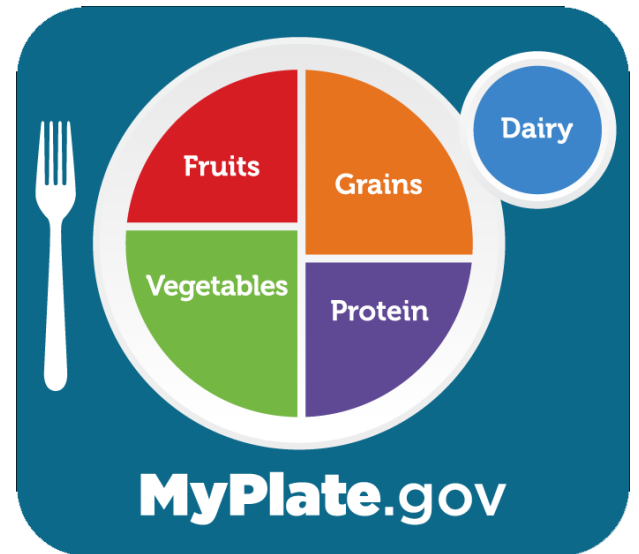 Dairy
Fruits
Grains
Vegetables
Protein
MyPlate.gov